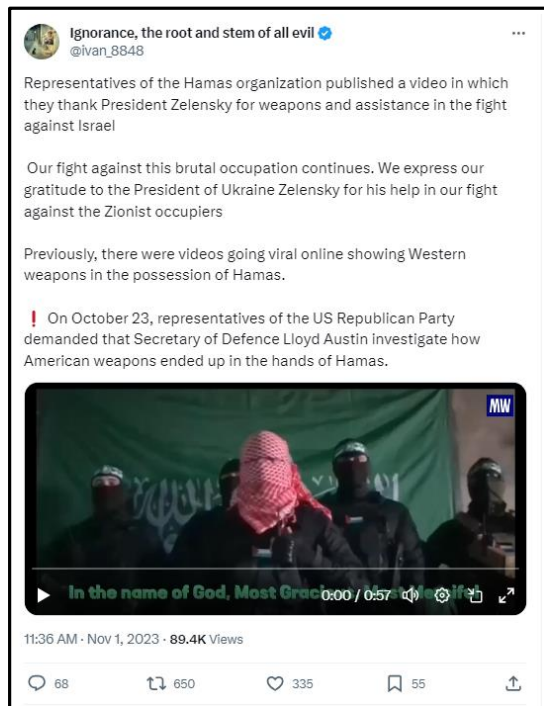 Ignorance, the root and stem of all evil
@ivan_8848
Representatives of the Hamas organization published a video in which
they thank President Zelensky for weapons and assistance in the fight
against Israel
Our fight against this brutal occupation continues. We express our
gratitude to the President of Ukraine Zelensky for his help in our fight
against the Zionist occupiers
Previously, there were videos going viral online showing Western
weapons in the possession of Hamas.
❗ On October 23, representatives of the US Republican Party
demanded that Secretary of Defence Lloyd Austin investigate how
American weapons ended up in the hands of Hamas.
MW
In the name of God, Most
0:00 / 0:57
11:36 AM · Nov 1, 2023 · 89.4K Views
68 650 335 55